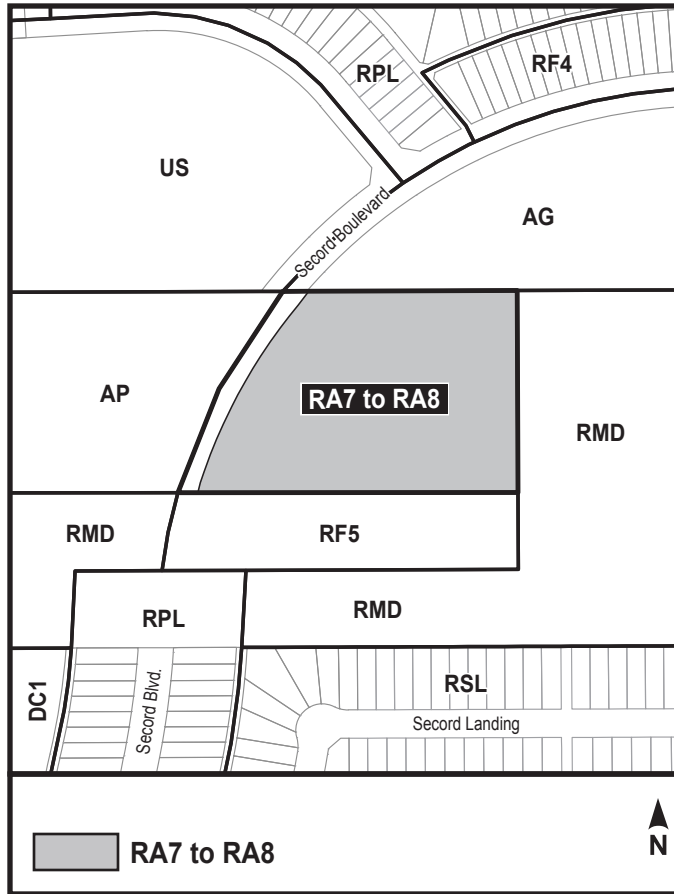 RPL
RF4
US
AG
Secord Boulevard
AP
RA7 to RA8
RMD
RMD
RF5
RPL
RMD
DC1
Secord Blvd.
RSL
Secord Landing
RA7 to RA8
N